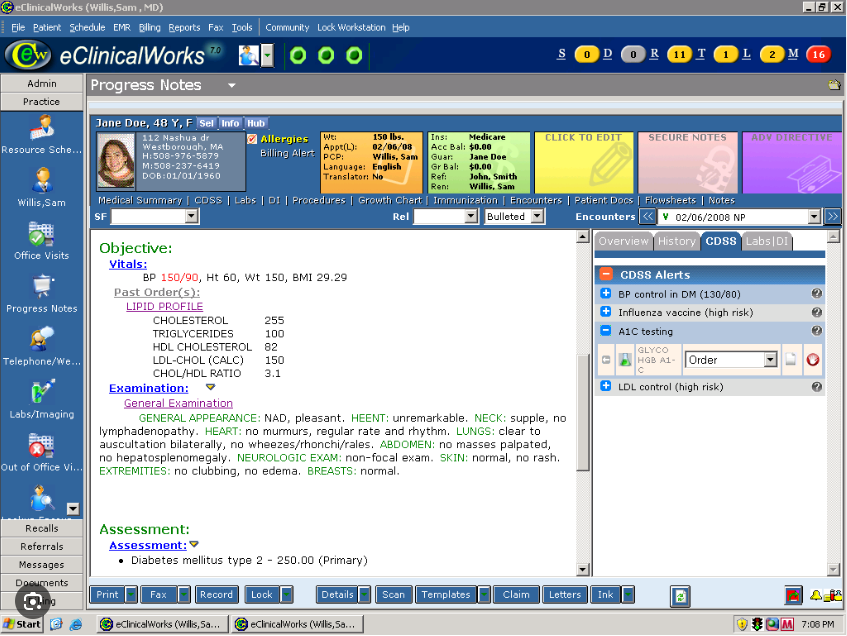 eClinicalWorks (Willis,Sam , MD)
File Patient Schedule EMR Billing Reports Fax Tools Community Lock Workstation Help
eCW eClinicalWorks 7.0 S 0 D 0 R 11 T 1 L 2 M 16
Admin
Practice
Resource Sche...
Willis,Sam
Office Visits
Progress Notes
Telephone/We...
Labs/Imaging
Out of Office Vi...
Recalls
Referrals
Messages
Documents
Progress Notes
Jane Doe, 48 Y, F Sel Info Hub
112 Nashua dr
Westboro, MA
H:508-976-5879
M:508-237-6419
DOB:01/01/1960
Allergies
Billing Alert
Wt: 150 lbs.
Appt(L): 02/06/08
PCP: Willis, Sam
Language: English
Translator: No
Ins: Medicare
Acc Bal: $0.00
Guar: Jane Doe
Gr Bal: $0.00
Ref: John, Smith
Ren: Willis, Sam
CLICK TO EDIT
SECURE NOTES
ADV DIRECTIVE
Medical Summary | CDSS | Labs | DI | Procedures | Growth Chart | Immunization | Encounters | Patient Docs | Flowsheets | Notes
SF Rel Bulleted Encounters << V 02/06/2008 NP >>
Objective:
Vitals:
BP 150/90, Ht 60, Wt 150, BMI 29.29
Past Order(s):
LIPID PROFILE
CHOLESTEROL 255
TRIGLYCERIDES 100
HDL CHOLESTEROL 82
LDL-CHOL (CALC) 150
CHOL/HDL RATIO 3.1
Examination:
General Examination
GENERAL APPEARANCE: NAD, pleasant. HEENT: unremarkable. NECK: supple, no
lymphadenopathy. HEART: no murmurs, regular rate and rhythm. LUNGS: clear to
auscultation bilaterally, no wheezes/rhonchi/rales. ABDOMEN: no masses palpated,
no hepatosplenomegaly. NEUROLOGIC EXAM: non-focal exam. SKIN: normal, no rash.
EXTREMITIES: no clubbing, no edema. BREASTS: normal.
Assessment:
Assessment:
• Diabetes mellitus type 2 - 250.00 (Primary)
Overview History CDSS Labs|DI
CDSS Alerts
BP control in DM (130/80)
Influenza vaccine (high risk)
A1C testing
GLYCO
HGB A1-
C
Order
LDL control (high risk)
Print Fax Record Lock Details Scan Templates Claim Letters Ink
Start eClinicalWorks (Willis,Sa... eClinicalWorks (Willis,Sa... 7:08 PM